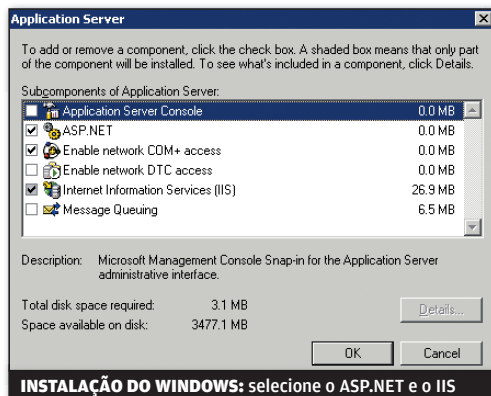 Application Server
To add or remove a component, click the check box. A shaded box means that only part
of the component will be installed. To see what's included in a component, click Details.
Subcomponents of Application Server:
Application Server Console 0.0 MB
ASP.NET 0.0 MB
Enable network COM+ access 0.0 MB
Enable network DTC access 0.0 MB
Internet Information Services (IIS) 26.9 MB
Message Queuing 6.5 MB
Description: Microsoft Management Console Snap-in for the Application Server
administrative interface.
Total disk space required: 3.1 MB
Space available on disk: 3477.1 MB
Details...
OK Cancel
INSTALAÇÃO DO WINDOWS: selecione o ASP.NET e o IIS